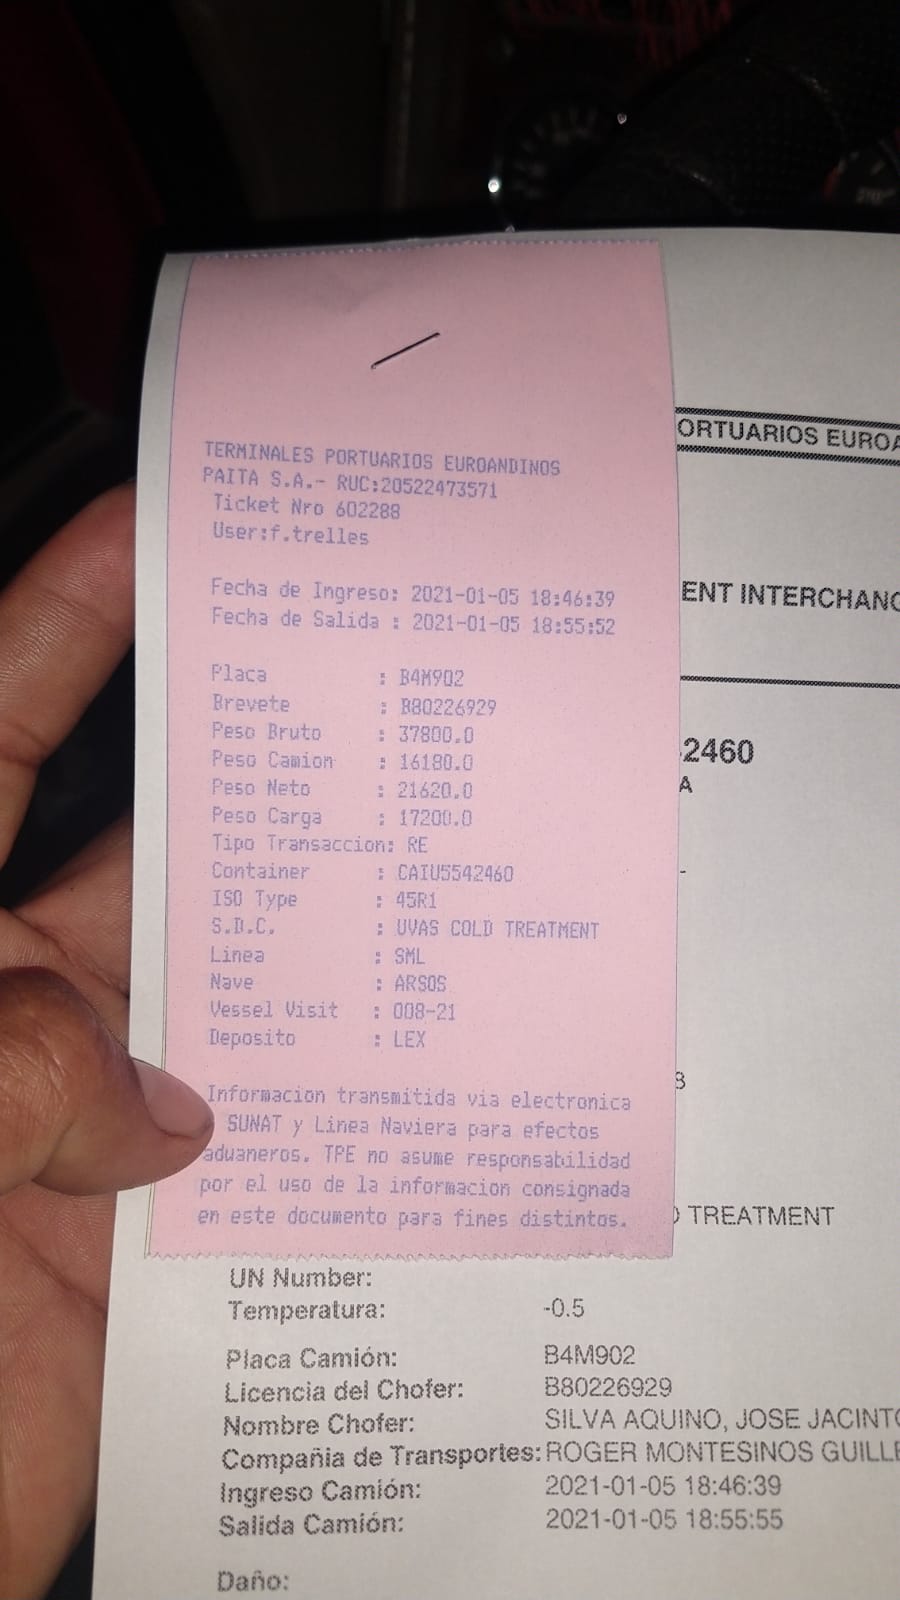 TERMINALES PORTUARIOS EUROANDINOS
PAITA S.A.- RUC:20522473571
Ticket Nro 602288
User:f.trelles
Fecha de Ingreso: 2021-01-05 18:46:39
Fecha de Salida : 2021-01-05 18:55:52
Placa : B4M902
Brevete : B80226929
Peso Bruto : 37800.0
Peso Camion : 16180.0
Peso Neto : 21620.0
Peso Carga : 17200.0
Tipo Transaccion: RE
Container : CAIU5542460
ISO Type : 45R1
S.D.C. : UVAS COLD TREATMENT
Linea : SML
Nave : ARSOS
Vessel Visit : 008-21
Deposito : LEX
Informacion transmitida via electronica
SUNAT y Linea Naviera para efectos
aduaneros. TPE no asume responsabilidad
por el uso de la informacion consignada
en este documento para fines distintos.
ORTUARIOS EUROA
ENT INTERCHANG
2460
A
-
TREATMENT
UN Number:
Temperatura: -0.5
Placa Camión: B4M902
Licencia del Chofer: B80226929
Nombre Chofer: SILVA AQUINO, JOSE JACINTO
Compañia de Transportes: ROGER MONTESINOS GUILLE
Ingreso Camión: 2021-01-05 18:46:39
Salida Camión: 2021-01-05 18:55:55
Daño: